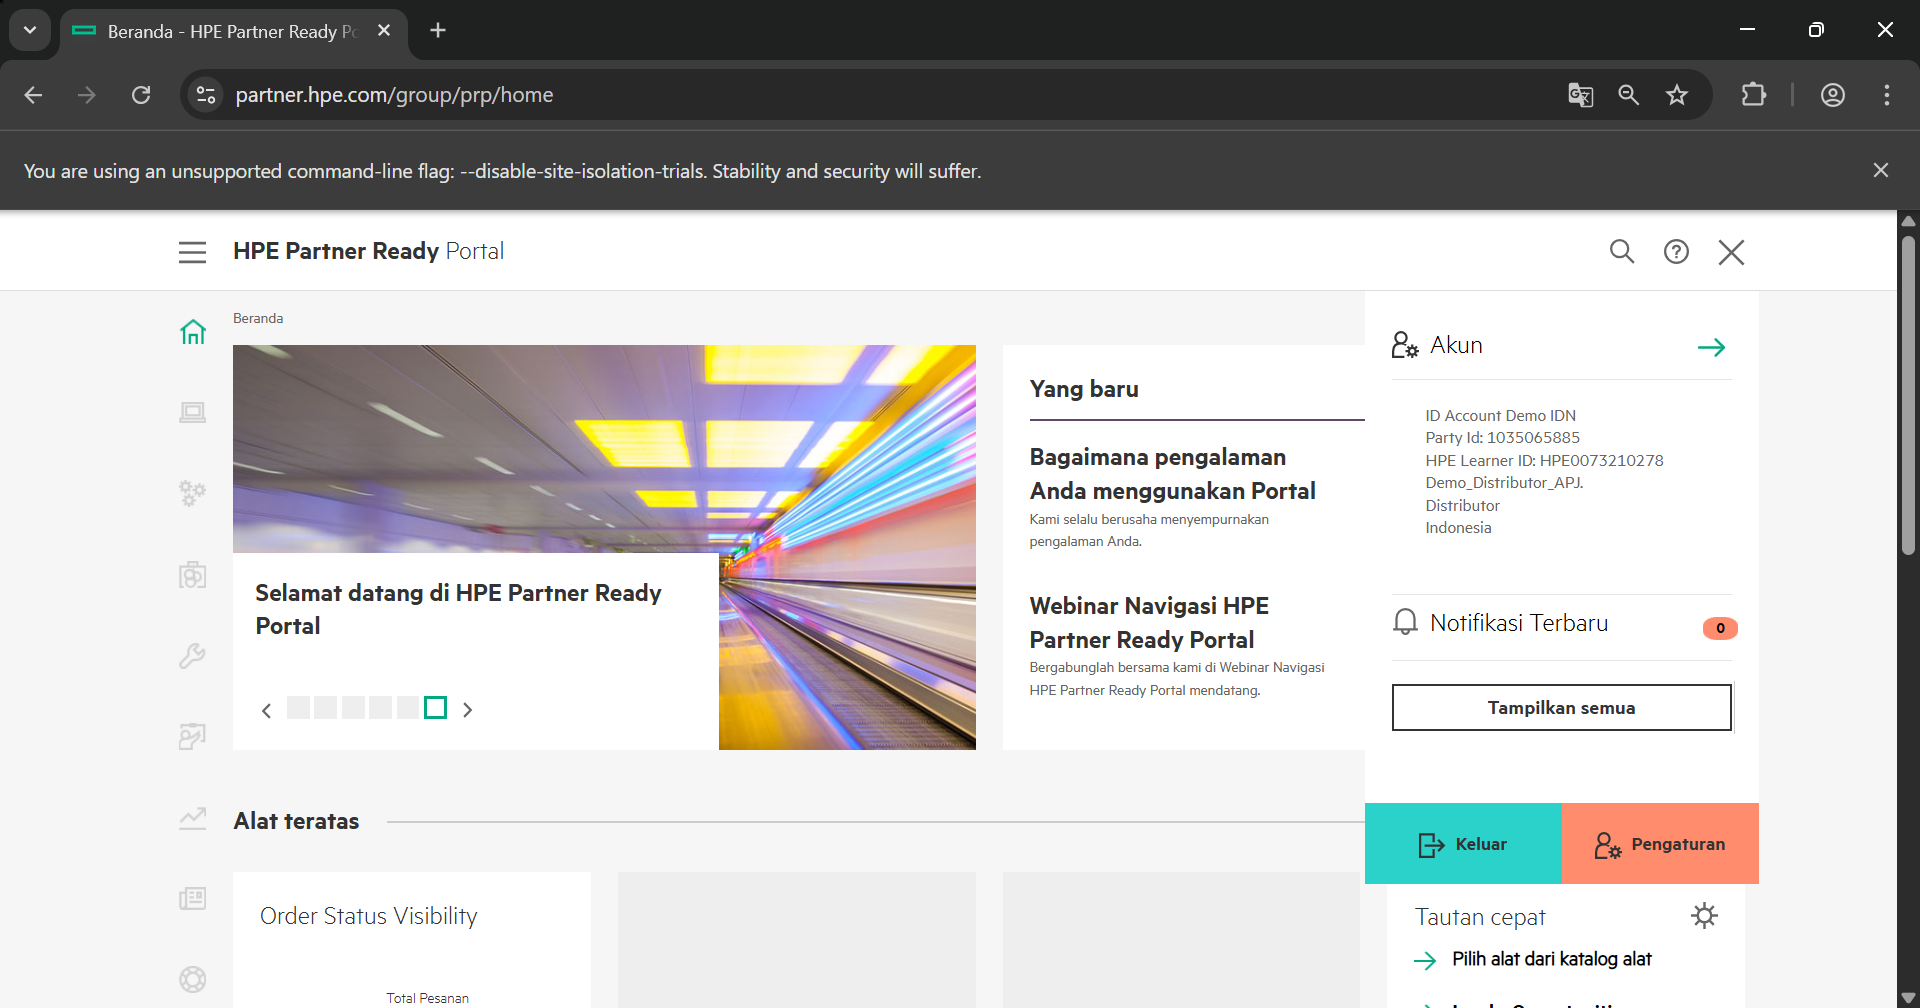 Beranda - HPE Partner Ready Po
partner.hpe.com/group/prp/home
You are using an unsupported command-line flag: --disable-site-isolation-trials. Stability and security will suffer.
HPE Partner Ready Portal
Beranda
Selamat datang di HPE Partner Ready
Portal
Yang baru
Bagaimana pengalaman
Anda menggunakan Portal
Kami selalu berusaha menyempurnakan
pengalaman Anda.
Webinar Navigasi HPE
Partner Ready Portal
Bergabunglah bersama kami di Webinar Navigasi
HPE Partner Ready Portal mendatang.
Akun
ID Account Demo IDN
Party Id: 1035065885
HPE Learner ID: HPE0073210278
Demo_Distributor_APJ.
Distributor
Indonesia
Notifikasi Terbaru
0
Tampilkan semua
Keluar
Pengaturan
Alat teratas
Order Status Visibility
Total Pesanan
Tautan cepat
Pilih alat dari katalog alat